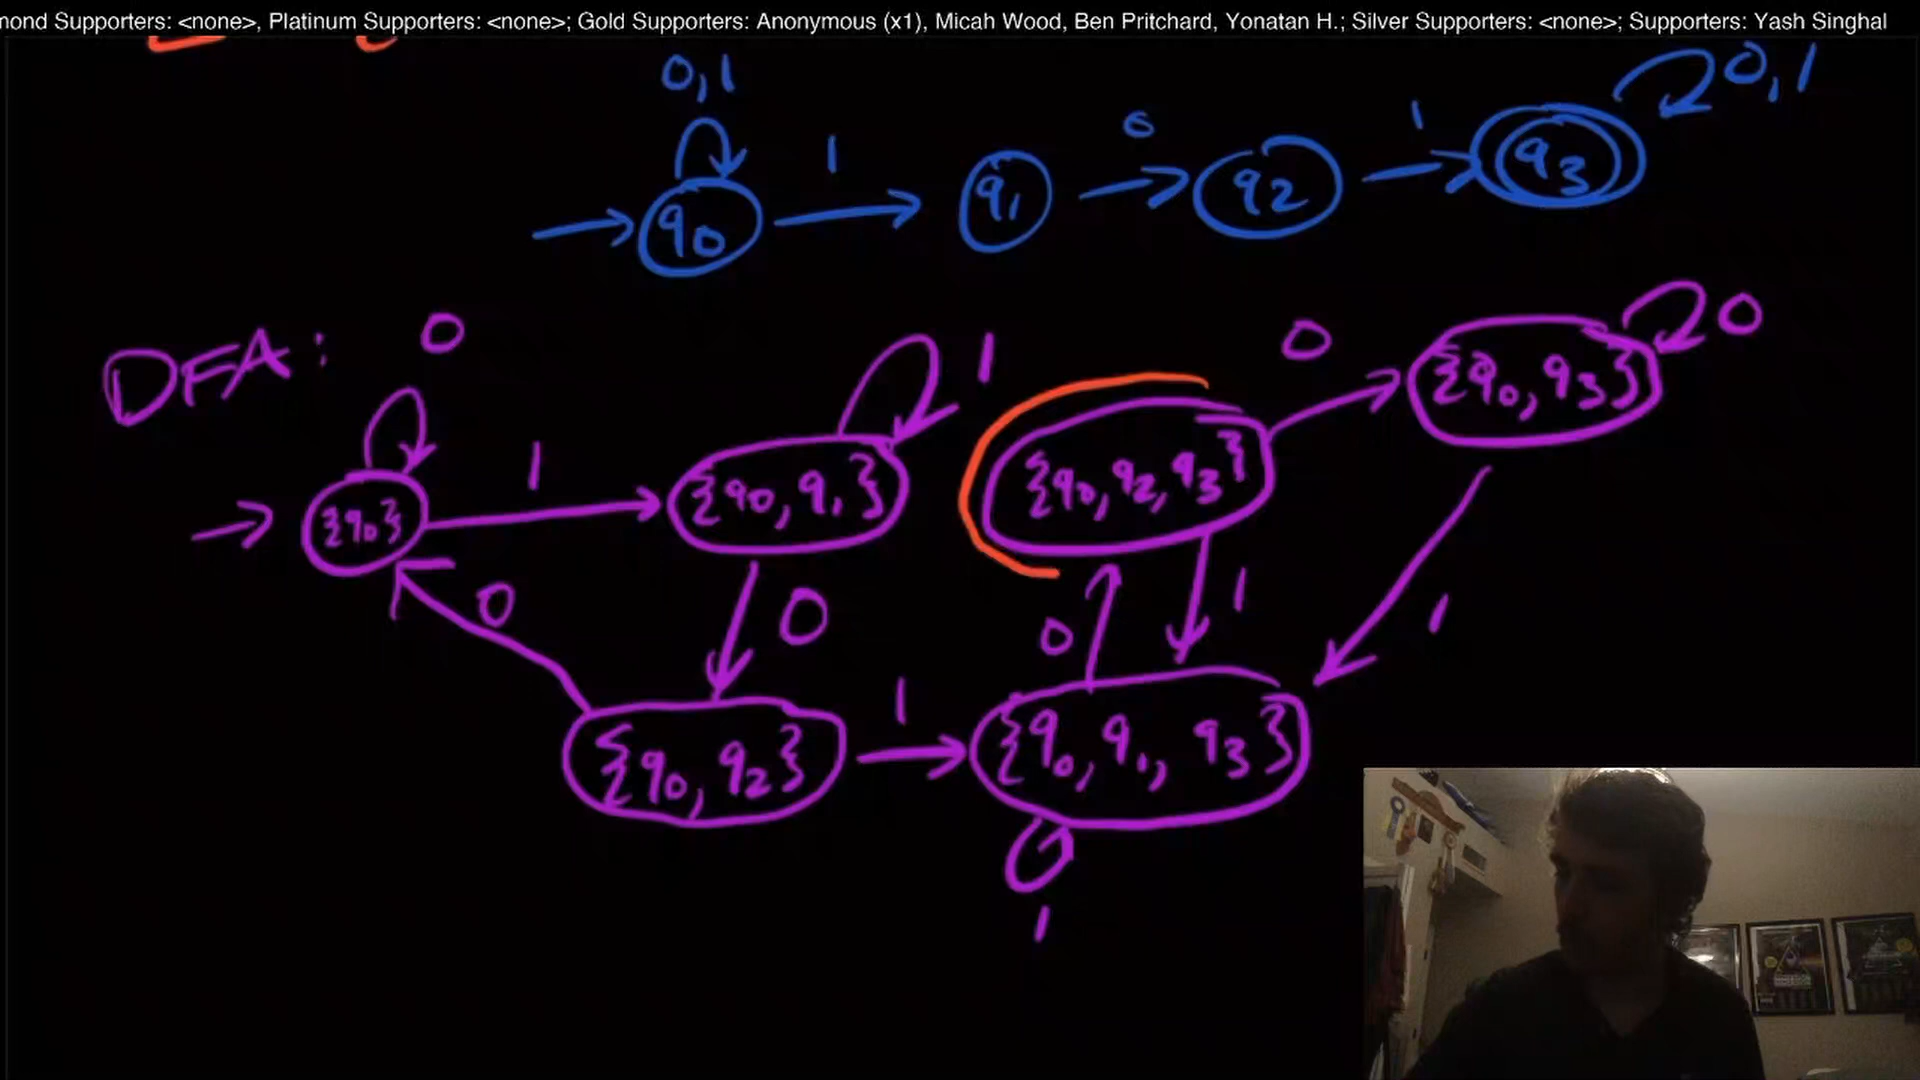 mond Supporters: <none>, Platinum Supporters: <none>; Gold Supporters: Anonymous (x1), Micah Wood, Ben Pritchard, Yonatan H.; Silver Supporters: <none>; Supporters: Yash Singhal
0,1
0,1
1
0
1
q0
q1
q2
q3
DFA:
0
1
0
0
1
{q0}
{q0,q1}
{q0,q2,q3}
{q0,q3}
0
0
0
1
1
1
{q0,q2}
{q0,q1,q3}
1